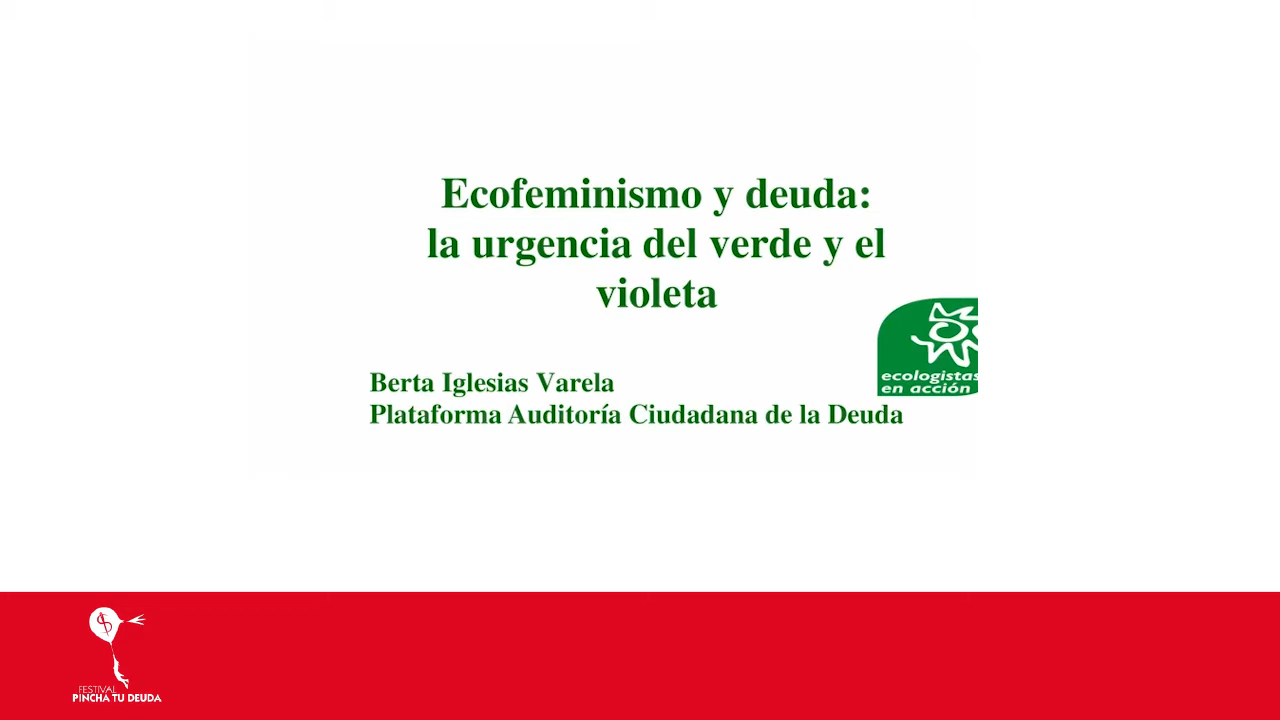 Ecofeminismo y deuda:
la urgencia del verde y el
violeta
ecologistas
en acción
Berta Iglesias Varela
Plataforma Auditoría Ciudadana de la Deuda
FESTIVAL
PINCHA TU DEUDA